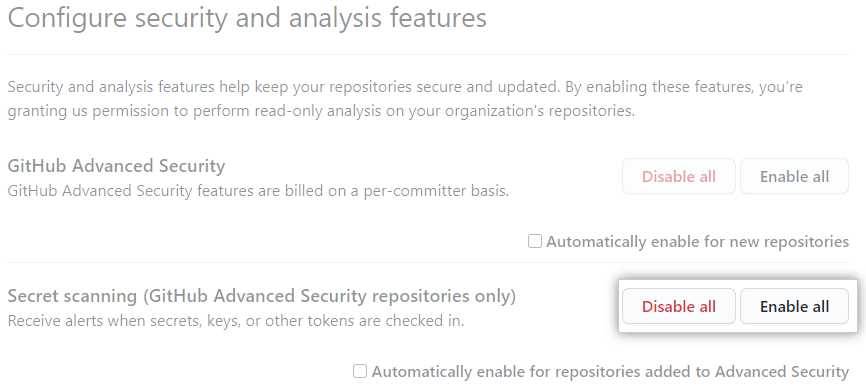 Configure security and analysis features
Security and analysis features help keep your repositories secure and updated. By enabling these features, you're
granting us permission to perform read-only analysis on your organization's repositories.
GitHub Advanced Security
GitHub Advanced Security features are billed on a per-committer basis.
Disable all Enable all
Automatically enable for new repositories
Secret scanning (GitHub Advanced Security repositories only)
Receive alerts when secrets, keys, or other tokens are checked in.
Disable all Enable all
Automatically enable for repositories added to Advanced Security